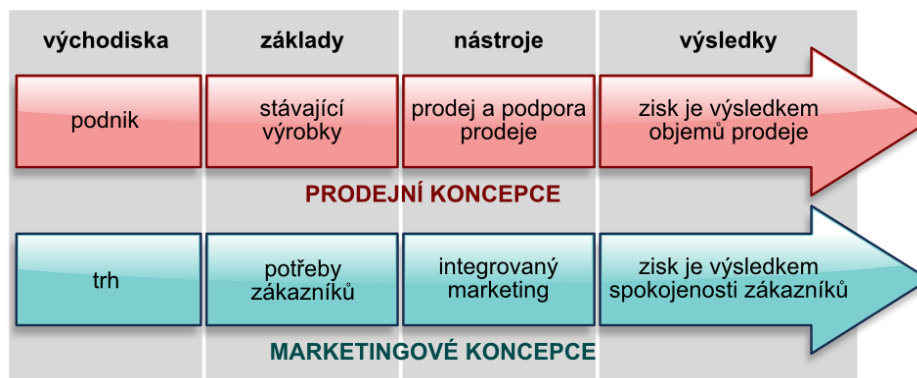 východiska základy nástroje výsledky
podnik
stávající
výrobky
prodej a podpora
prodeje
zisk je výsledkem
objemů prodeje
PRODEJNÍ KONCEPCE
trh
potřeby
zákazníků
integrovaný
marketing
zisk je výsledkem
spokojenosti zákazníků
MARKETINGOVÉ KONCEPCE